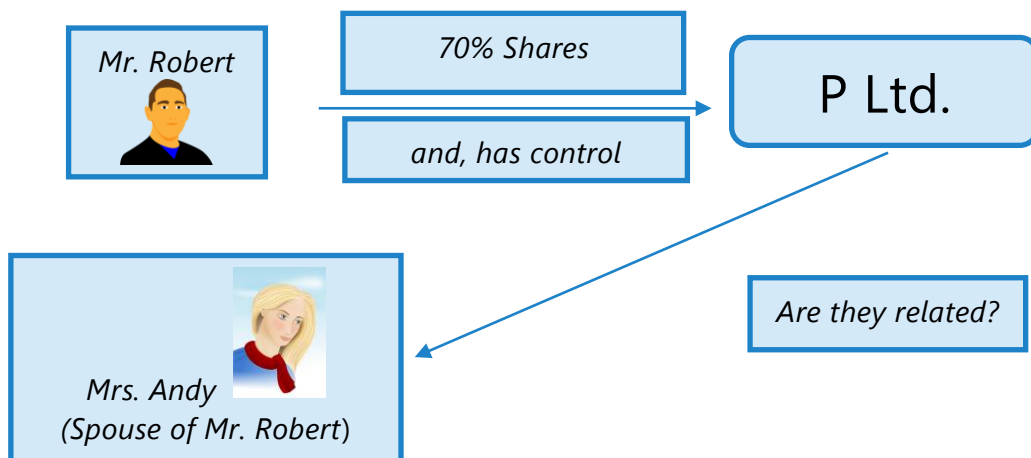 Mr. Robert
70% Shares
and, has control
P Ltd.
Mrs. Andy
(Spouse of Mr. Robert)
Are they related?